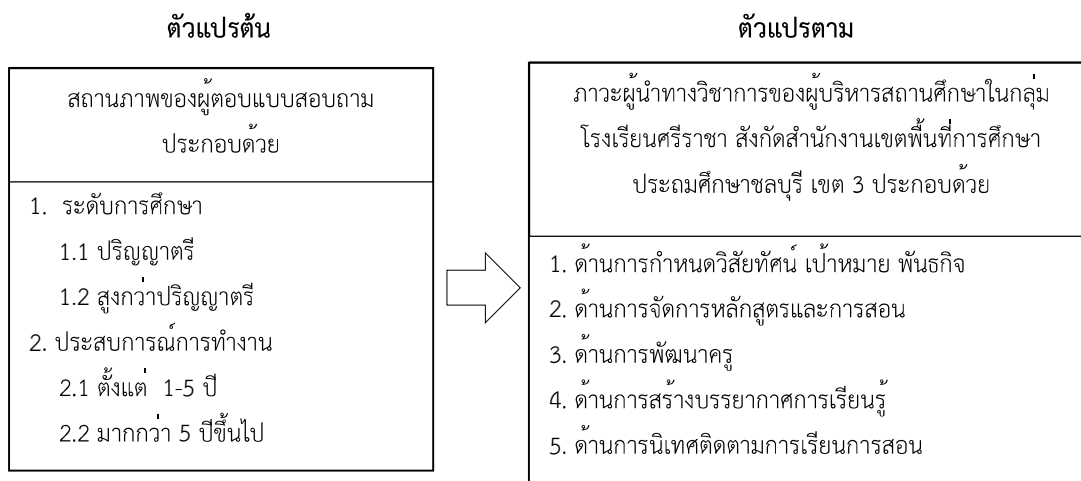 ตัวแปรต้น
สถานภาพของผู้ตอบแบบสอบถาม
ประกอบด้วย
1. ระดับการศึกษา
1.1 ปริญญาตรี
1.2 สูงกว่าปริญญาตรี
2. ประสบการณ์การทำงาน
2.1 ตั้งแต่ 1-5 ปี
2.2 มากกว่า 5 ปีขึ้นไป
ตัวแปรตาม
ภาวะผู้นำทางวิชาการของผู้บริหารสถานศึกษาในกลุ่ม
โรงเรียนศรีราชา สังกัดสำนักงานเขตพื้นที่การศึกษา
ประถมศึกษาชลบุรี เขต 3 ประกอบด้วย
1. ด้านการกำหนดวิสัยทัศน์ เป้าหมาย พันธกิจ
2. ด้านการจัดการหลักสูตรและการสอน
3. ด้านการพัฒนาครู
4. ด้านการสร้างบรรยากาศการเรียนรู้
5. ด้านการนิเทศติดตามการเรียนการสอน